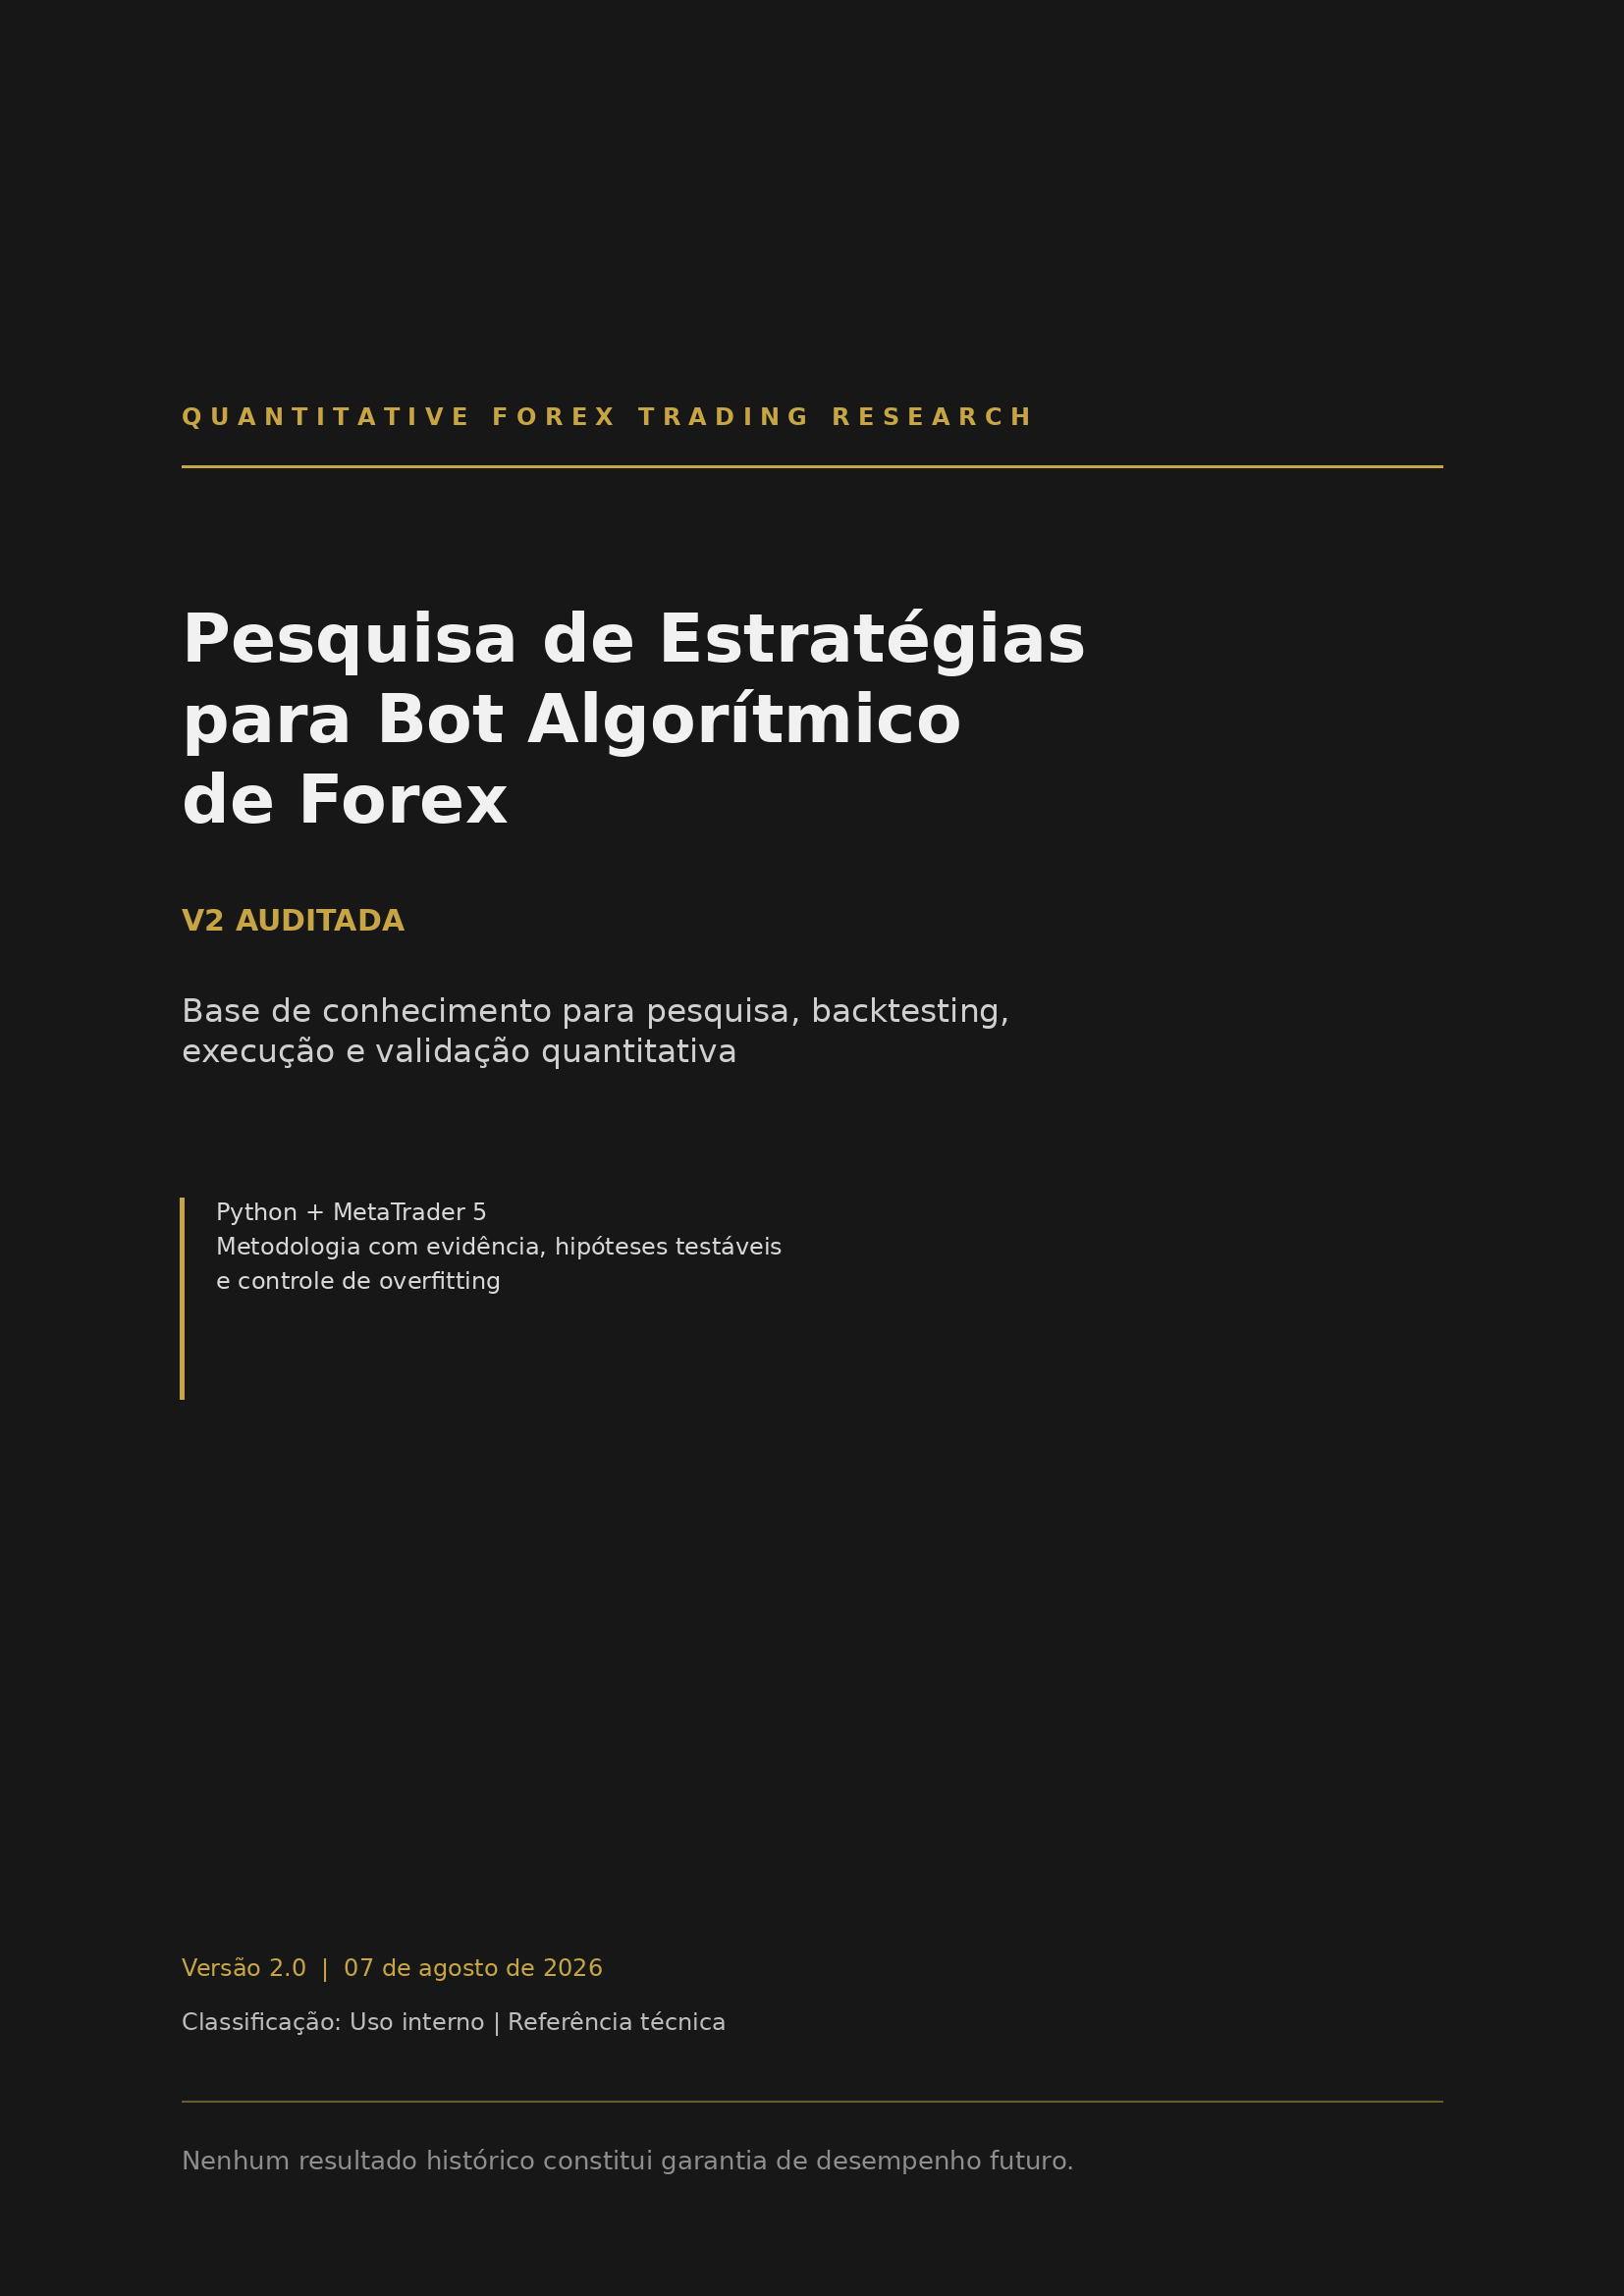 QUANTITATIVE FOREX TRADING RESEARCH
Pesquisa de Estratégias
para Bot Algorítmico
de Forex
V2 AUDITADA
Base de conhecimento para pesquisa, backtesting,
execução e validação quantitativa
Python + MetaTrader 5
Metodologia com evidência, hipóteses testáveis
e controle de overfitting
Versão 2.0 | 07 de agosto de 2026
Classificação: Uso interno | Referência técnica
Nenhum resultado histórico constitui garantia de desempenho futuro.